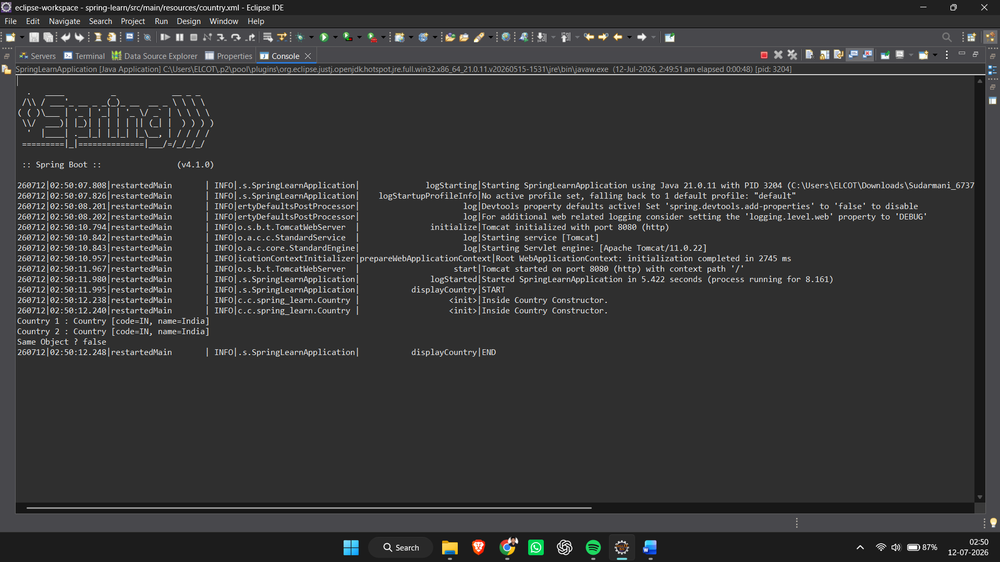 eclipse-workspace - spring-learn/src/main/resources/country.xml - Eclipse IDE
File Edit Navigate Search Project Run Design Window Help
Servers Terminal Data Source Explorer Properties Console
SpringLearnApplication [Java Application] C:\Users\ELCOT\.p2\pool\plugins\org.eclipse.justj.openjdk.hotspot.jre.full.win32.x86_64_21.0.11.v20260515-1531\jre\bin\javaw.exe (12-Jul-2026, 2:49:51 am elapsed 0:00:48) [pid: 3204]
  .   ____          _            __ _ _
 /\\ / ___'_ __ _ _(_)_ __  __ _ \ \ \ \
( ( )\___ | '_ | '_| | '_ \/ _` | \ \ \ \
 \\/  ___)| |_)| | | | | || (_| |  ) ) ) )
  '  |____| .__|_| |_|_| |_\__, | / / / /
 =========|_|==============|___/=/_/_/_/
 :: Spring Boot ::                (v4.1.0)
260712|02:50:07.808|restartedMain       | INFO|.s.SpringLearnApplication|              logStarting|Starting SpringLearnApplication using Java 21.0.11 with PID 3204 (C:\Users\ELCOT\Downloads\Sudarmani_6737
260712|02:50:07.826|restartedMain       | INFO|.s.SpringLearnApplication|    logStartupProfileInfo|No active profile set, falling back to 1 default profile: "default"
260712|02:50:08.201|restartedMain       | INFO|ertyDefaultsPostProcessor|                      log|Devtools property defaults active! Set 'spring.devtools.add-properties' to 'false' to disable
260712|02:50:08.202|restartedMain       | INFO|ertyDefaultsPostProcessor|                      log|For additional web related logging consider setting the 'logging.level.web' property to 'DEBUG'
260712|02:50:10.794|restartedMain       | INFO|o.s.b.t.TomcatWebServer  |               initialize|Tomcat initialized with port 8080 (http)
260712|02:50:10.842|restartedMain       | INFO|o.a.c.c.StandardService  |                      log|Starting service [Tomcat]
260712|02:50:10.843|restartedMain       | INFO|o.a.c.core.StandardEngine|                      log|Starting Servlet engine: [Apache Tomcat/11.0.22]
260712|02:50:10.957|restartedMain       | INFO|icationContextInitializer|prepareWebApplicationContext|Root WebApplicationContext: initialization completed in 2745 ms
260712|02:50:11.967|restartedMain       | INFO|o.s.b.t.TomcatWebServer  |                    start|Tomcat started on port 8080 (http) with context path '/'
260712|02:50:11.980|restartedMain       | INFO|.s.SpringLearnApplication|               logStarted|Started SpringLearnApplication in 5.422 seconds (process running for 8.161)
260712|02:50:11.995|restartedMain       | INFO|.s.SpringLearnApplication|           displayCountry|START
260712|02:50:12.238|restartedMain       | INFO|c.c.spring_learn.Country |                   <init>|Inside Country Constructor.
260712|02:50:12.240|restartedMain       | INFO|c.c.spring_learn.Country |                   <init>|Inside Country Constructor.
Country 1 : Country [code=IN, name=India]
Country 2 : Country [code=IN, name=India]
Same Object ? false
260712|02:50:12.248|restartedMain       | INFO|.s.SpringLearnApplication|           displayCountry|END
Search
87%
02:50
12-07-2026